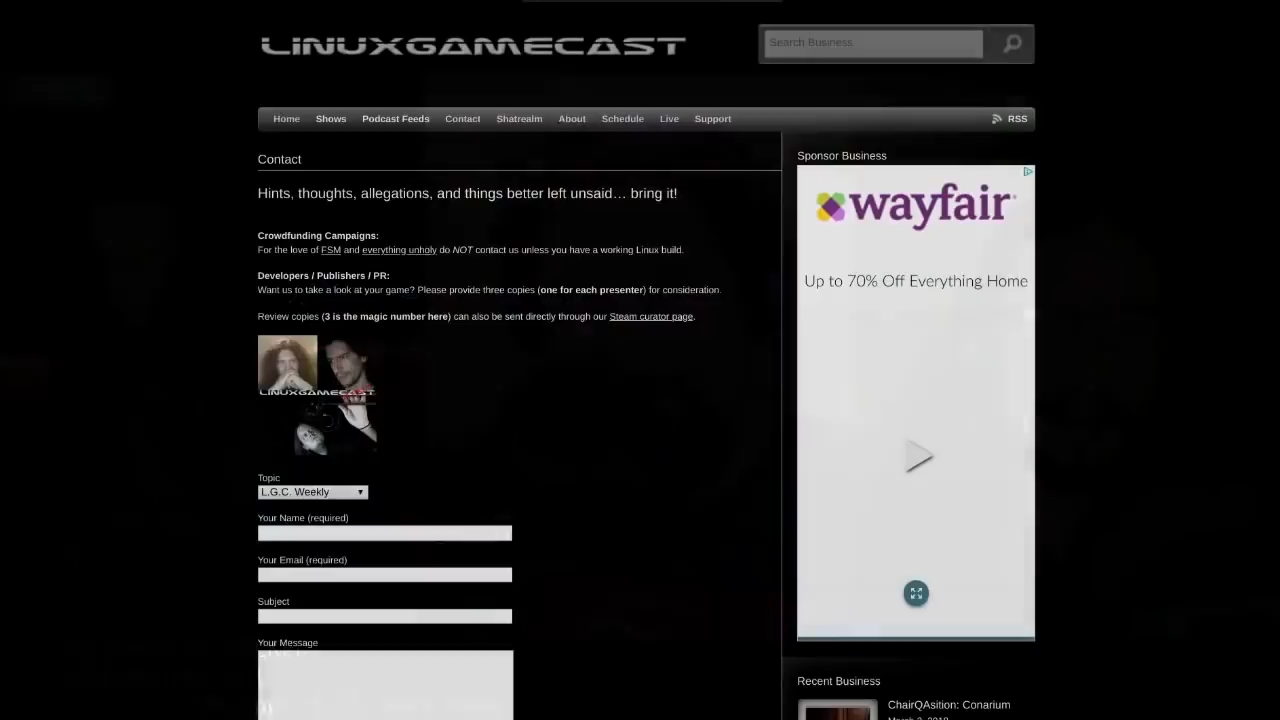 LINUXGAMECAST
Search Business
Home Shows Podcast Feeds Contact Shatrealm About Schedule Live Support RSS
Contact
Hints, thoughts, allegations, and things better left unsaid… bring it!
Crowdfunding Campaigns:
For the love of FSM and everything unholy do NOT contact us unless you have a working Linux build.
Developers / Publishers / PR:
Want us to take a look at your game? Please provide three copies (one for each presenter) for consideration.
Review copies (3 is the magic number here) can also be sent directly through our Steam curator page.
LINUXGAMECAST
Topic
L.G.C. Weekly
Your Name (required)
Your Email (required)
Subject
Your Message
Sponsor Business
wayfair
Up to 70% Off Everything Home
Recent Business
ChairQAsition: Conarium